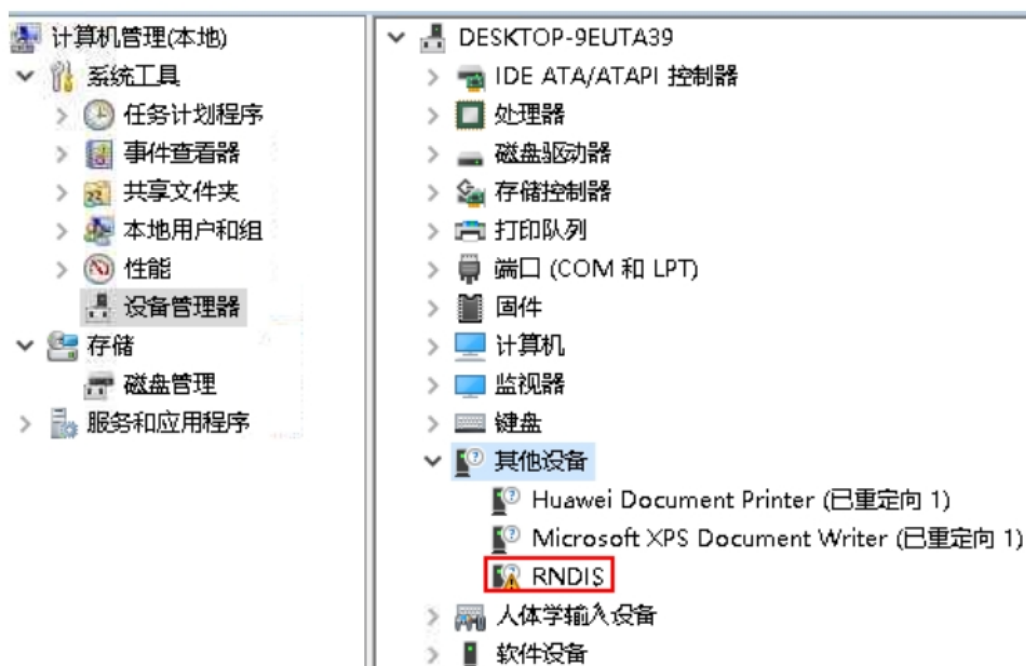 计算机管理(本地)
系统工具
任务计划程序
事件查看器
共享文件夹
本地用户和组
性能
设备管理器
存储
磁盘管理
服务和应用程序
DESKTOP-9EUTA39
IDE ATA/ATAPI 控制器
处理器
磁盘驱动器
存储控制器
打印队列
端口 (COM 和 LPT)
固件
计算机
监视器
键盘
其他设备
Huawei Document Printer (已重定向 1)
Microsoft XPS Document Writer (已重定向 1)
RNDIS
人体学输入设备
软件设备